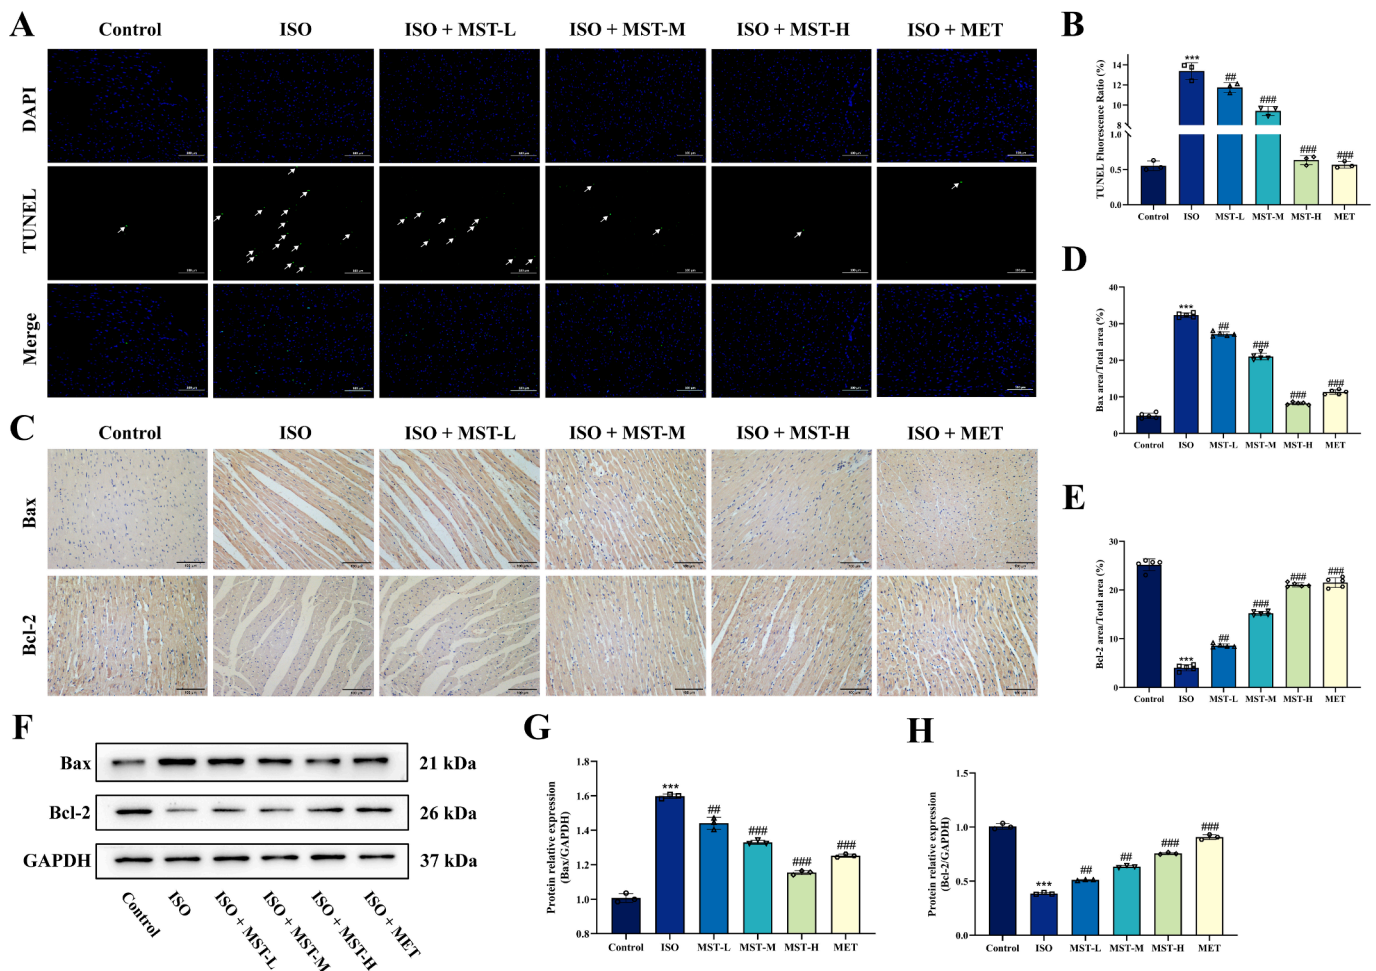 A
Control ISO ISO + MST-L ISO + MST-M ISO + MST-H ISO + MET
DAPI
TUNEL
Merge
B
TUNEL Fluorescence Ratio (%)
14
12
10
8
1.0
0.5
0.0
*** ## ### ### ###
Control ISO MST-L MST-M MST-H MET
C
Control ISO ISO + MST-L ISO + MST-M ISO + MST-H ISO + MET
Bax
Bcl-2
100 μm
D
Bax area/Total area (%)
40
30
20
10
0
*** ## ### ### ###
Control ISO MST-L MST-M MST-H MET
E
Bcl-2 area/Total area (%)
30
20
10
0
*** ## ### ### ###
Control ISO MST-L MST-M MST-H MET
F
Bax 21 kDa
Bcl-2 26 kDa
GAPDH 37 kDa
Control ISO ISO + MST-L ISO + MST-M ISO + MST-H ISO + MET
G
Protein relative expression
(Bax/GAPDH)
1.6
1.4
1.2
1.0
0.8
*** ## ### ### ###
Control ISO MST-L MST-M MST-H MET
H
Protein relative expression
(Bcl-2/GAPDH)
1.5
1.0
0.5
0.0
*** ## ## ### ###
Control ISO MST-L MST-M MST-H MET